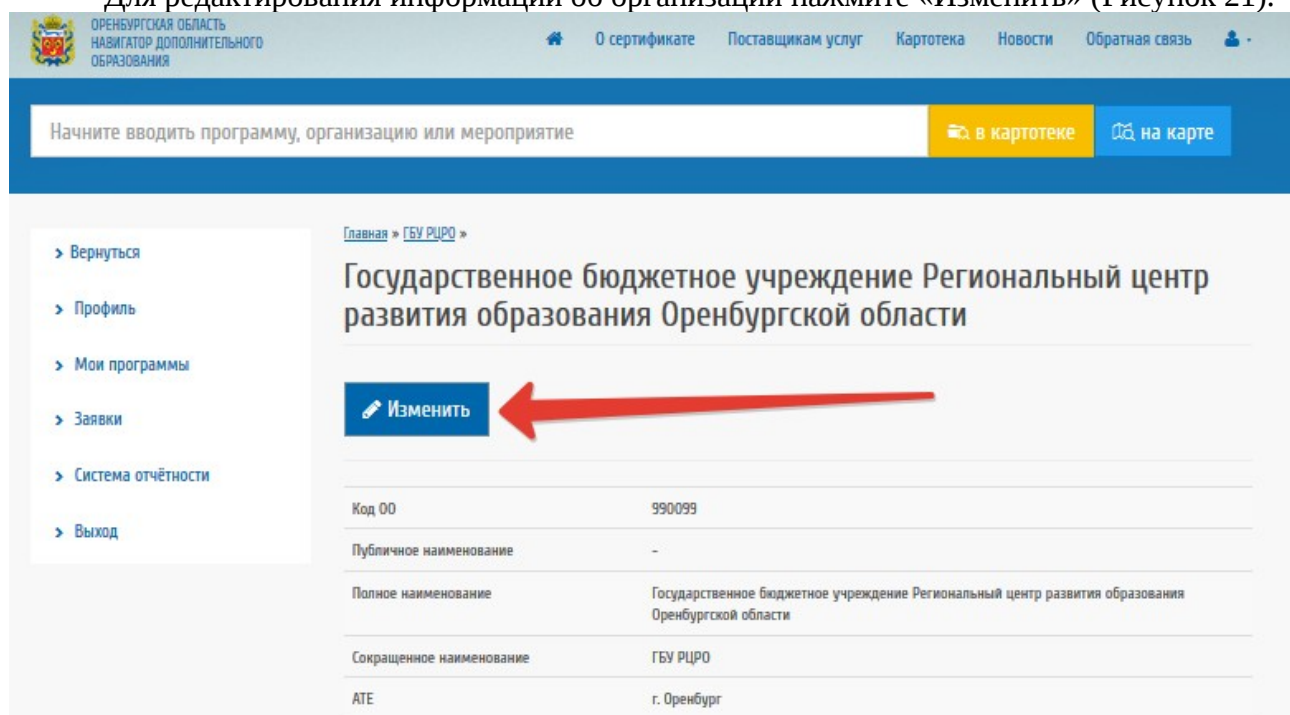 Для редактирования информации об организации нажмите «Изменить» (Рисунок 21).
ОРЕНБУРГСКАЯ ОБЛАСТЬ
НАВИГАТОР ДОПОЛНИТЕЛЬНОГО
ОБРАЗОВАНИЯ
О сертификате Поставщикам услуг Картотека Новости Обратная связь
Начните вводить программу, организацию или мероприятие
в картотеке
на карте
Вернуться
Профиль
Мои программы
Заявки
Система отчётности
Выход
Главная » ГБУ РЦРО »
Государственное бюджетное учреждение Региональный центр
развития образования Оренбургской области
Изменить
Код ОО 990099
Публичное наименование -
Полное наименование Государственное бюджетное учреждение Региональный центр развития образования
Оренбургской области
Сокращенное наименование ГБУ РЦРО
АТЕ г. Оренбург